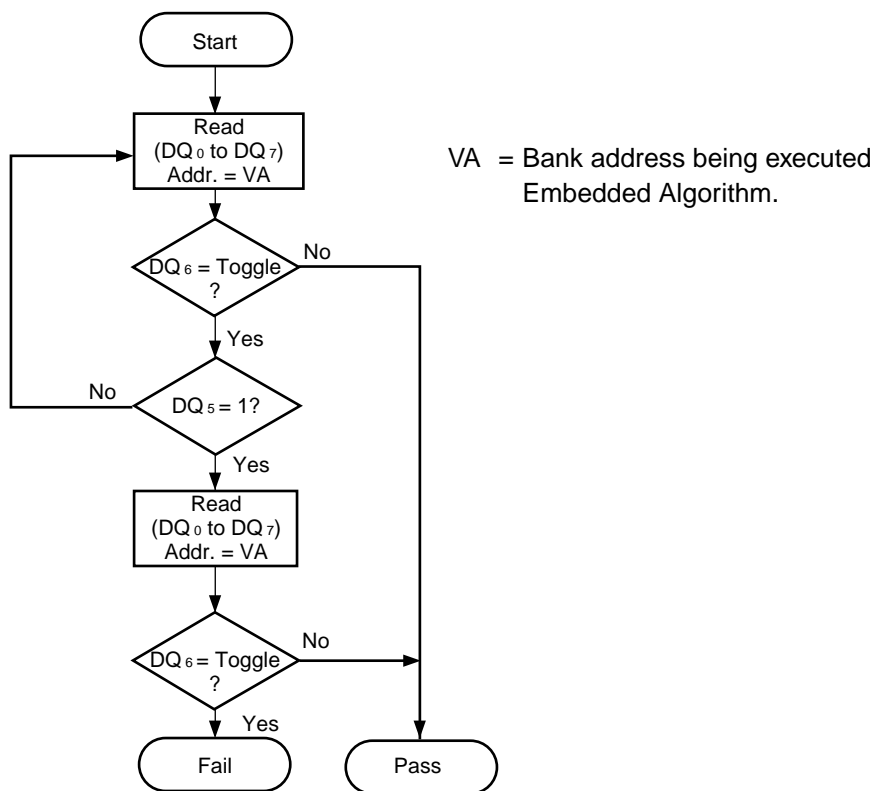 Start
Read
(DQ0 to DQ7)
Addr. = VA
VA = Bank address being executed
Embedded Algorithm.
DQ6 = Toggle
?
No
Yes
No
DQ5 = 1?
Yes
Read
(DQ0 to DQ7)
Addr. = VA
DQ6 = Toggle
?
No
Yes
Fail
Pass